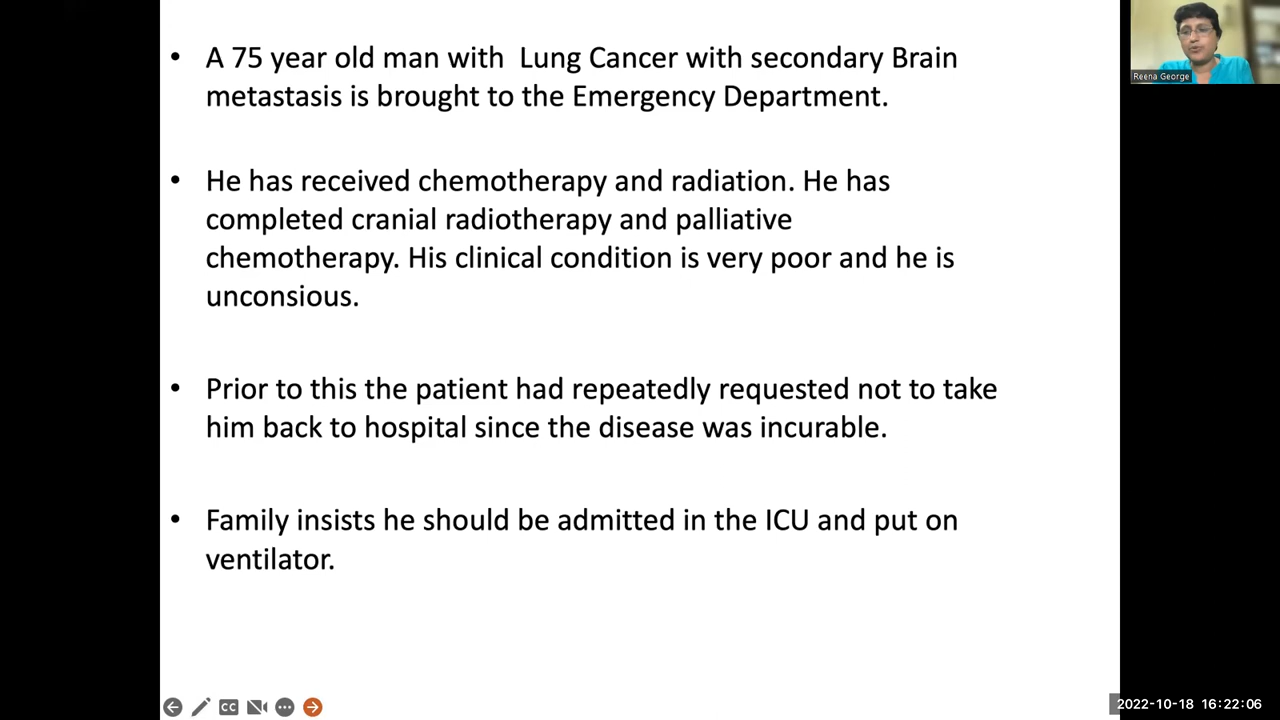 • A 75 year old man with Lung Cancer with secondary Brain
metastasis is brought to the Emergency Department.
• He has received chemotherapy and radiation. He has
completed cranial radiotherapy and palliative
chemotherapy. His clinical condition is very poor and he is
unconsious.
• Prior to this the patient had repeatedly requested not to take
him back to hospital since the disease was incurable.
• Family insists he should be admitted in the ICU and put on
ventilator.
Reena George
CC
2022-10-18 16:22:06